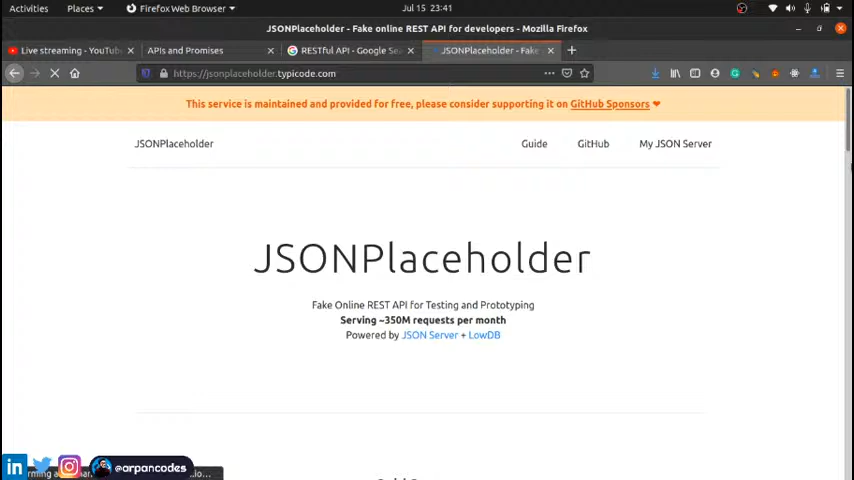 Activities Places Firefox Web Browser Jul 15 23:41
JSONPlaceholder - Fake online REST API for developers - Mozilla Firefox
Live streaming - YouTub APIs and Promises RESTful API - Google Sea JSONPlaceholder - Fake
https://jsonplaceholder.typicode.com
This service is maintained and provided for free, please consider supporting it on GitHub Sponsors ❤
JSONPlaceholder Guide GitHub My JSON Server
JSONPlaceholder
Fake Online REST API for Testing and Prototyping
Serving ~350M requests per month
Powered by JSON Server + LowDB
in @arpancodes